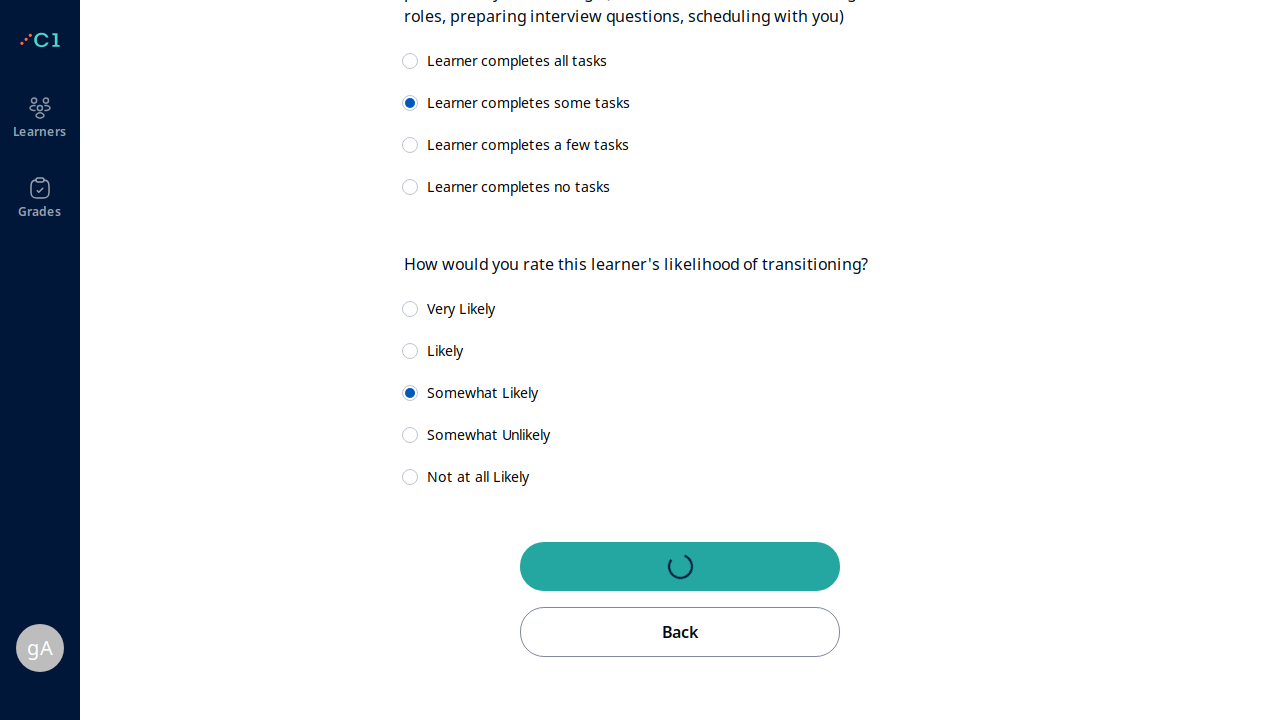 roles, preparing interview questions, scheduling with you)
C1
Learner completes all tasks
Learner completes some tasks
Learners
Learner completes a few tasks
Learner completes no tasks
Grades
How would you rate this learner's likelihood of transitioning?
Very Likely
Likely
Somewhat Likely
Somewhat Unlikely
Not at all Likely
Back
gA